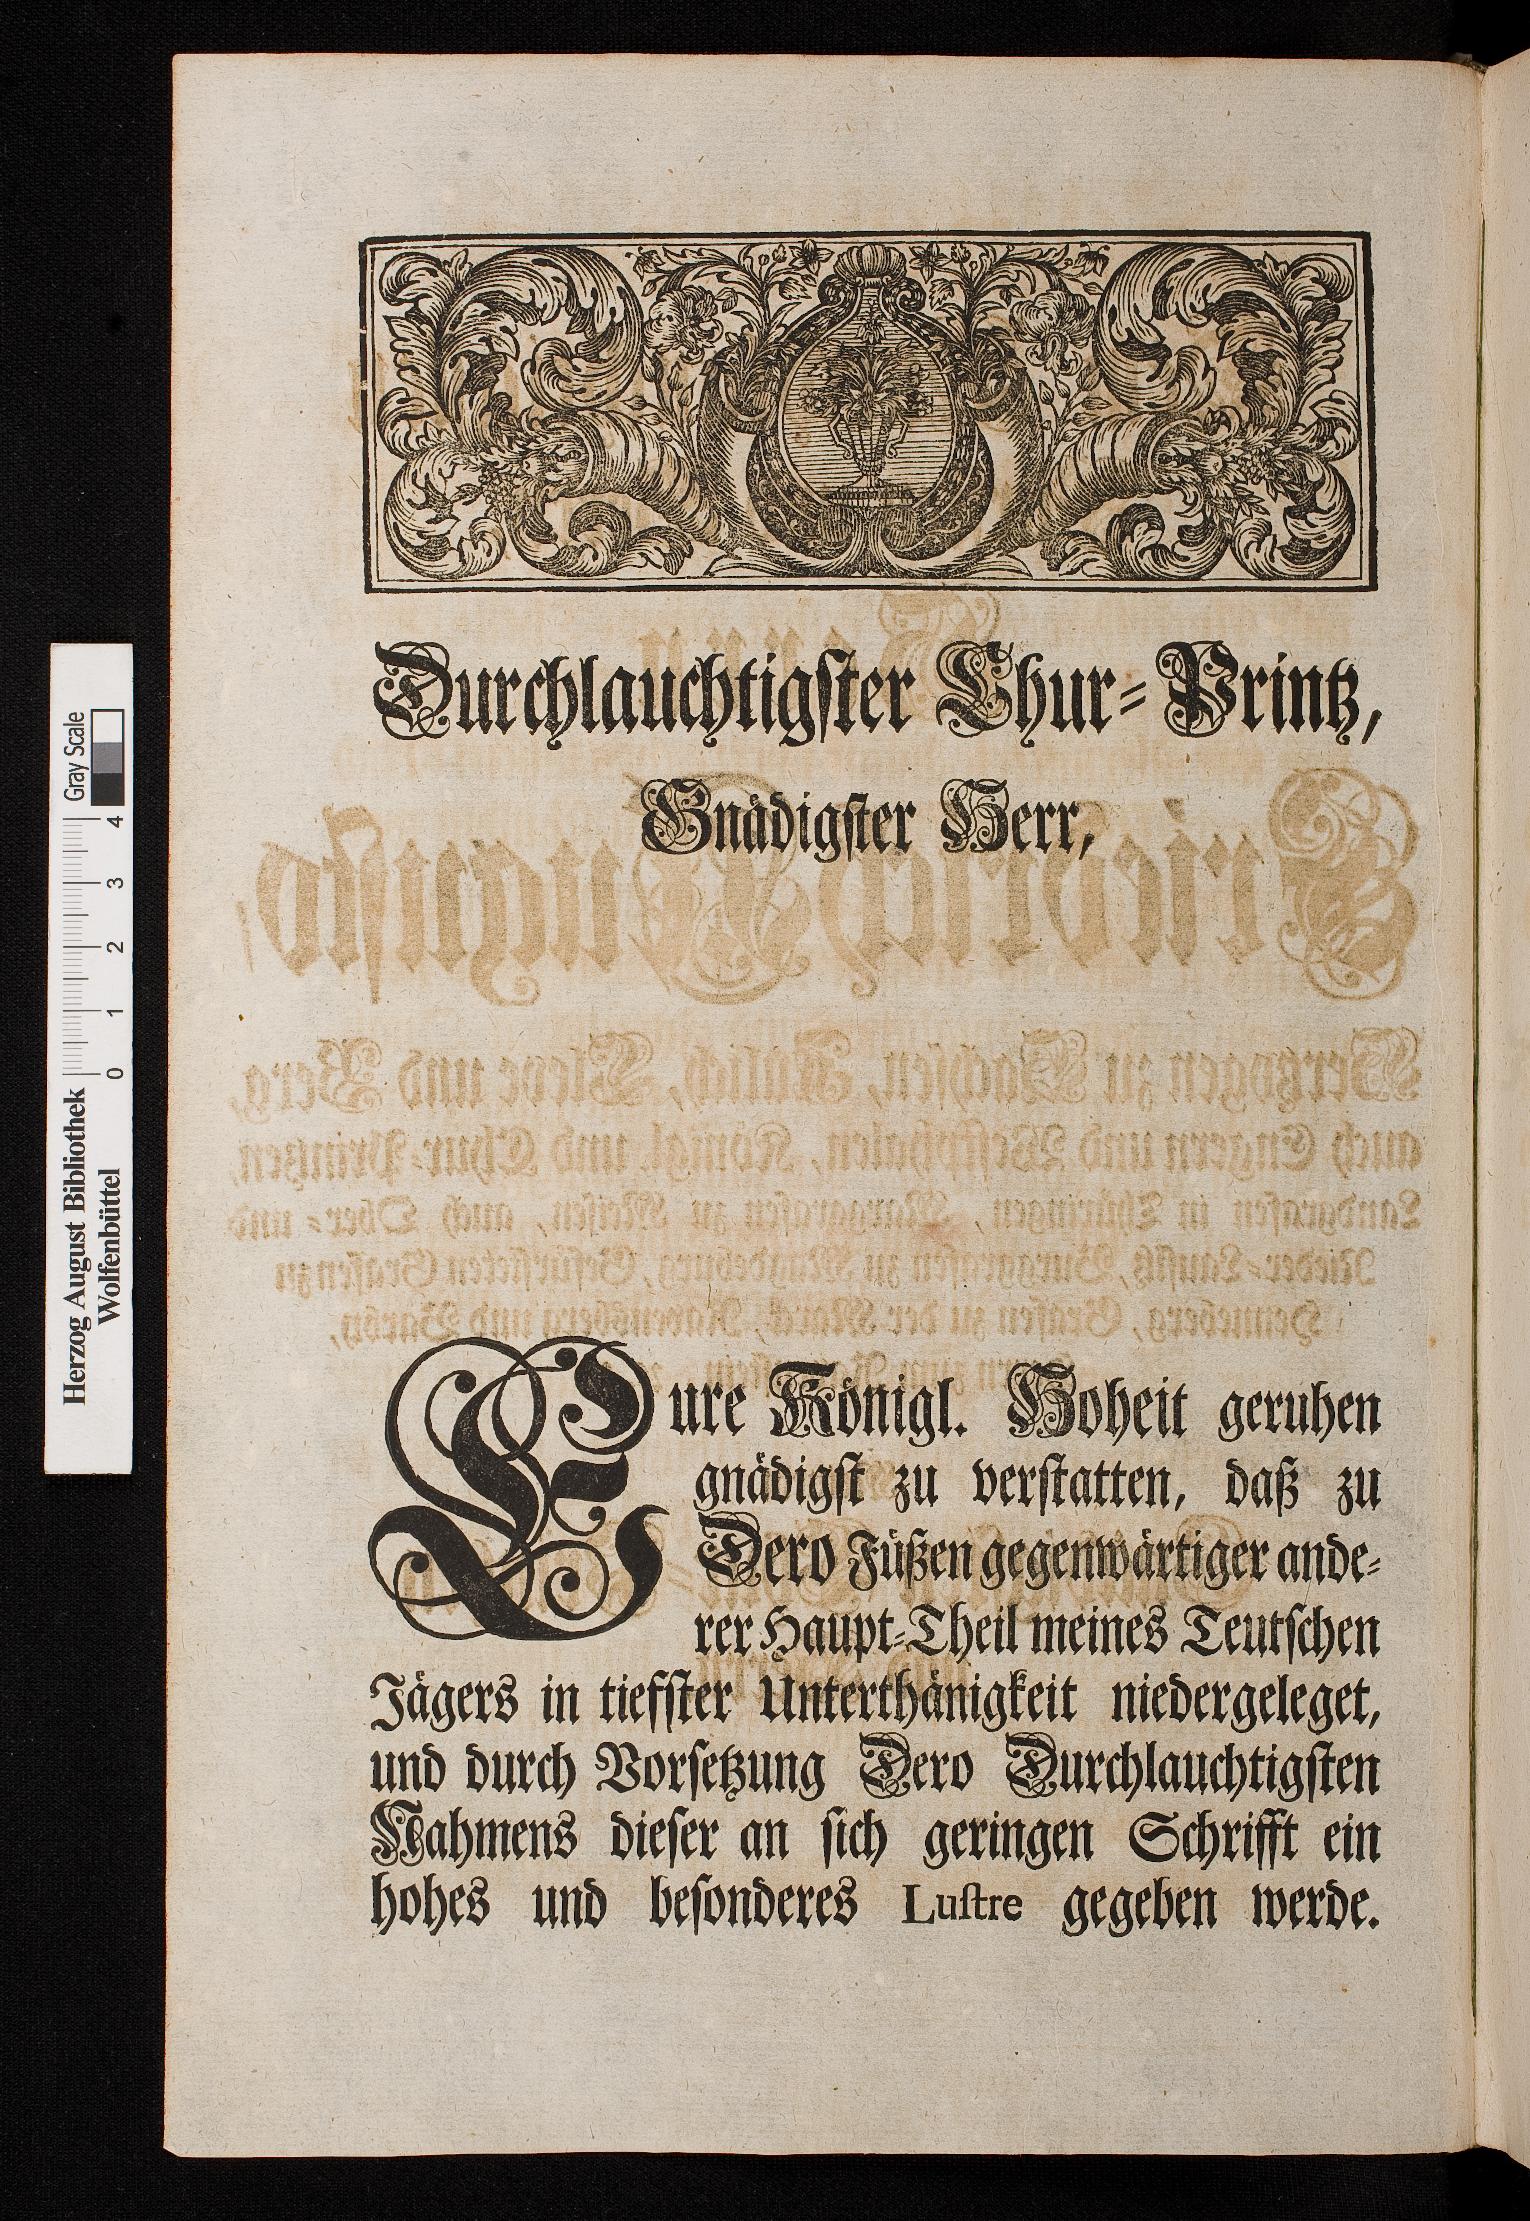 Durchlauchtigster Chur-Printz,
Gnädigster Herr,
Eure Königl. Hoheit geruhen
gnädigst zu verstatten, daß zu
Dero Füßen gegenwärtiger ande-
rer Haupt-Theil meines Teutschen
Jägers in tiefster Unterthänigkeit niedergeleget,
und durch Vorsetzung Dero Durchlauchtigsten
Nahmens dieser an sich geringen Schrifft ein
hohes und besonderes Lustre gegeben werde.
Herzog August Bibliothek
Wolfenbüttel
0 1 2 3 4
Gray Scale